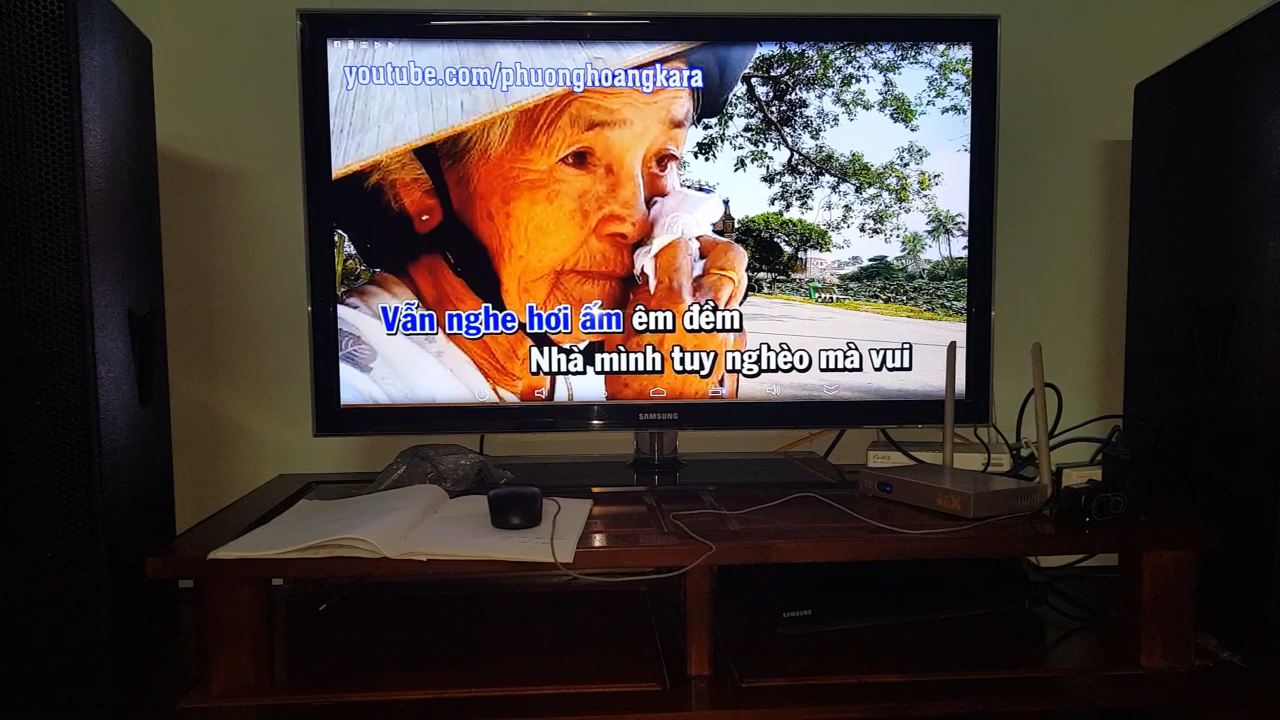 youtube.com/phuonghoangkara
Vẫn nghe hơi ấm êm đềm
Nhà mình tuy nghèo mà vui
SAMSUNG
SAMSUNG